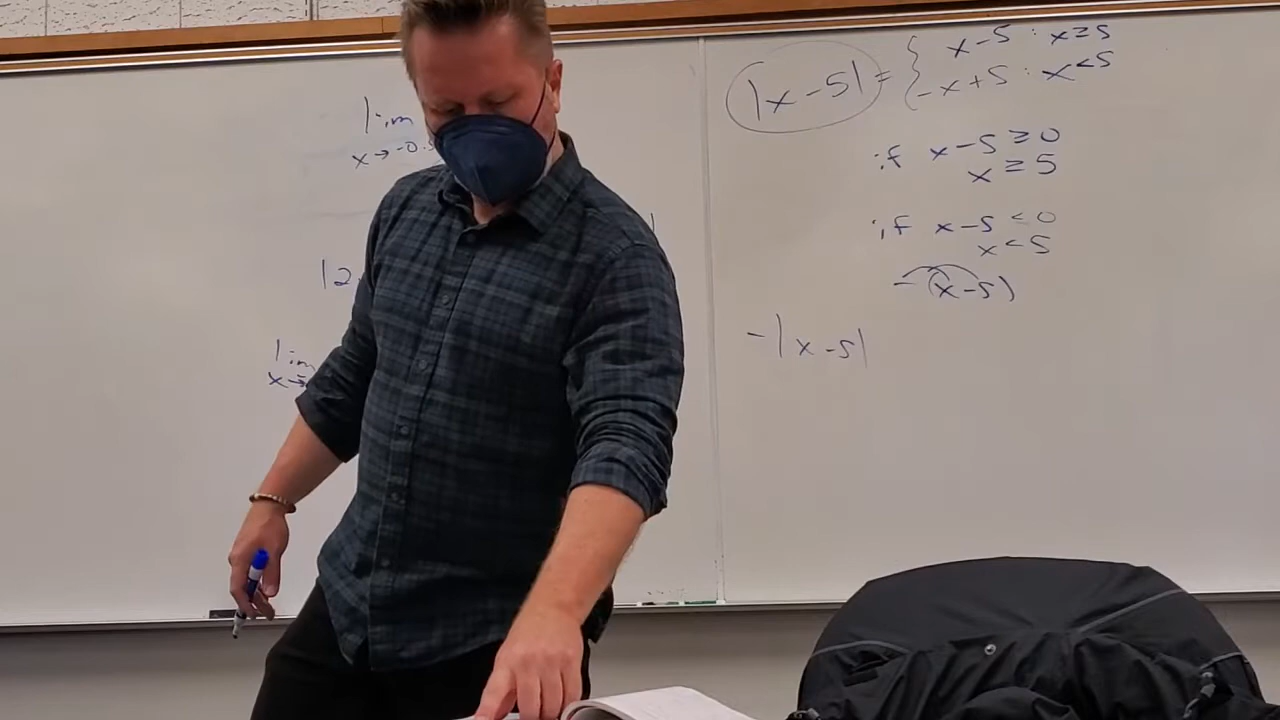 lim
x→-0.
|2
lim
x→
|x-5| = { x-5 : x≥5
-x+5 : x<5
if x-5 ≥ 0
x ≥ 5
if x-5 < 0
x < 5
-(x-5)
-|x-5|